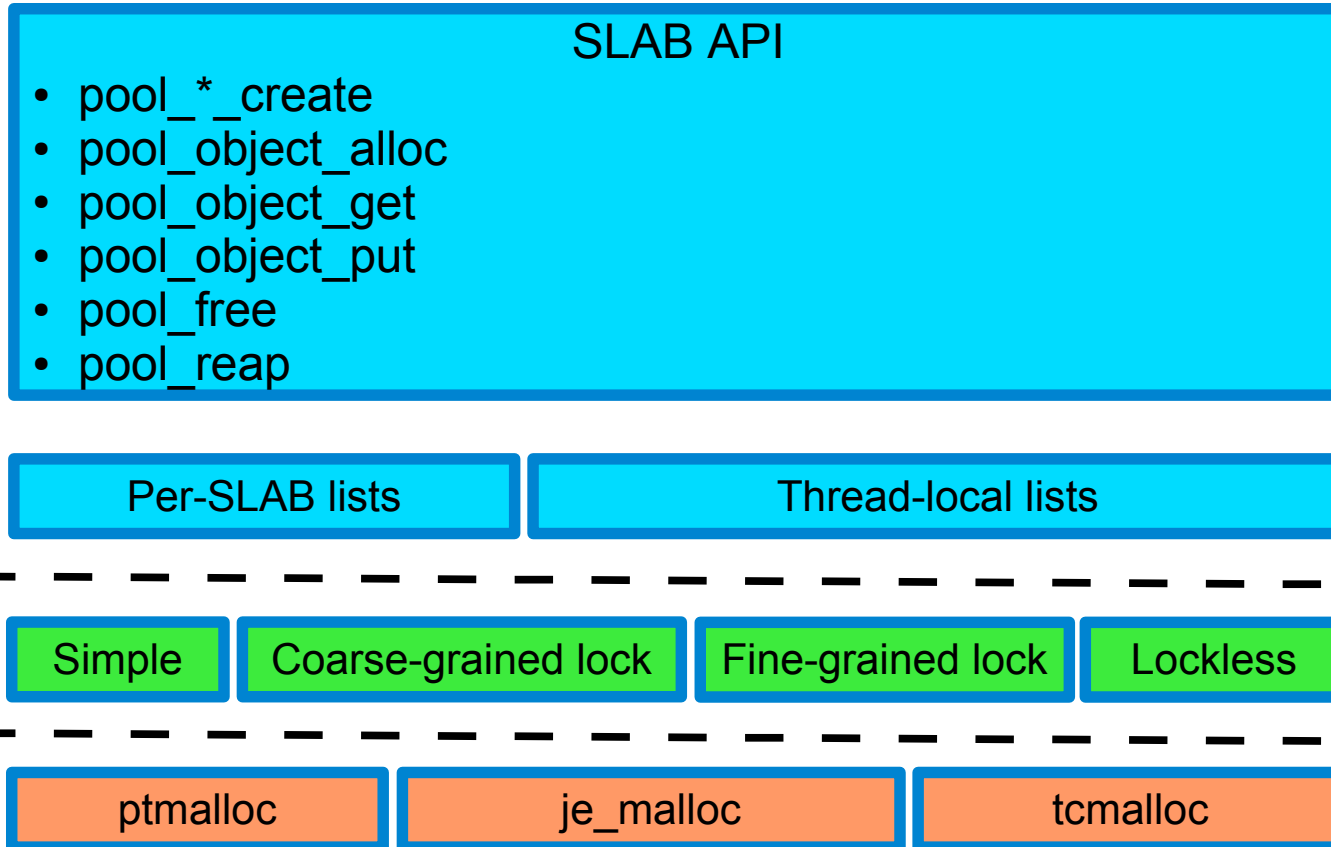 SLAB API
• pool_*_create
• pool_object_alloc
• pool_object_get
• pool_object_put
• pool_free
• pool_reap
Per-SLAB lists
Thread-local lists
Simple
Coarse-grained lock
Fine-grained lock
Lockless
ptmalloc
je_malloc
tcmalloc